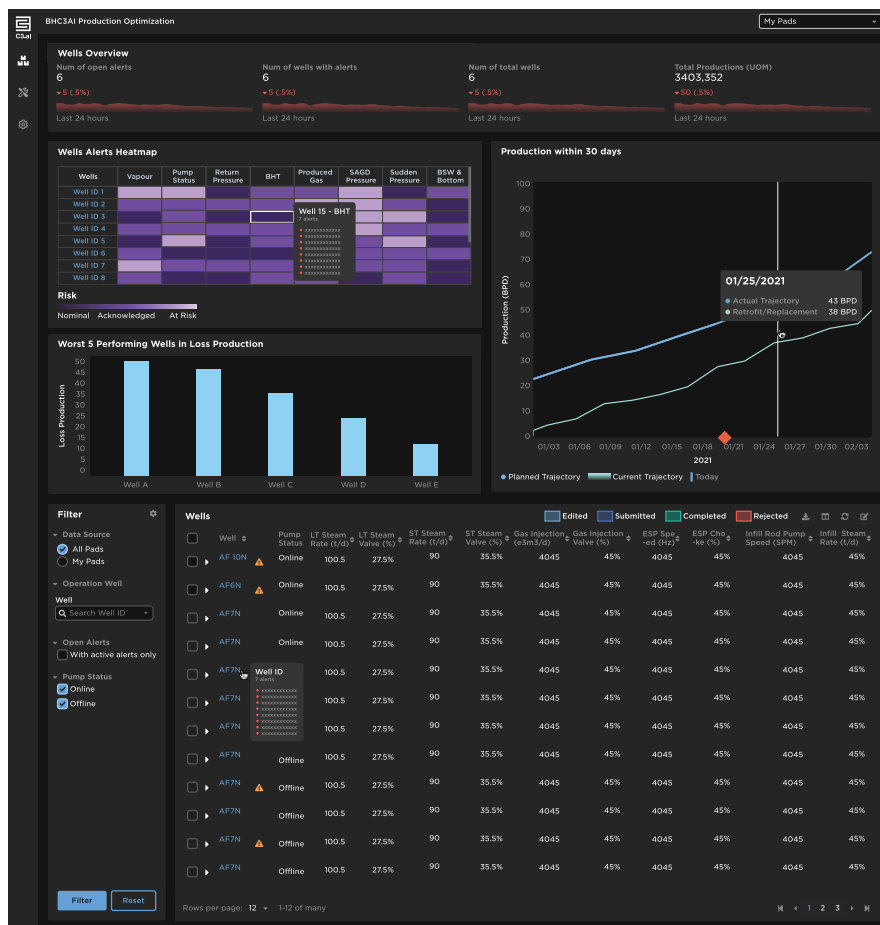 C3.ai
BHC3AI Production Optimization
My Pads
Wells Overview
Num of open alerts
6
5 (.5%)
Last 24 hours
Num of wells with alerts
6
5 (.5%)
Last 24 hours
Num of total wells
6
5 (.5%)
Last 24 hours
Total Productions (UOM)
3403,352
50 (.5%)
Last 24 hours
Wells Alerts Heatmap
Wells Vapour Pump Status Return Pressure BHT Produced Gas SAGD Pressure Sudden Pressure BSW & Bottom
Well ID 1
Well ID 2
Well ID 3
Well ID 4
Well ID 5
Well ID 6
Well ID 7
Well ID 8
Well 15 - BHT
7 alerts
xxxxxxxxxxxx
xxxxxxxxxxxx
xxxxxxxxxxxx
xxxxxxxxxxxx
xxxxxxxxxxxx
xxxxxxxxxxxx
xxxxxxxxxxxx
Risk
Nominal Acknowledged At Risk
Production within 30 days
Production (BPD)
100
90
80
70
60
50
40
30
20
10
0
01/25/2021
Actual Trajectory 43 BPD
Retrofit/Replacement 38 BPD
01/03 01/06 01/09 01/12 01/15 01/18 01/21 01/24 01/27 01/30 02/03
2021
Planned Trajectory Current Trajectory Today
Worst 5 Performing Wells in Loss Production
Loss Production
50
45
40
35
30
25
20
15
10
5
0
Well A Well B Well C Well D Well E
Filter
Data Source
All Pads
My Pads
Operation Well
Well
Search Well ID
Open Alerts
With active alerts only
Pump Status
Online
Offline
Filter Reset
Wells
Edited Submitted Completed Rejected
Well Pump Status LT Steam Rate (t/d) LT Steam Valve (%) ST Steam Rate (t/d) ST Steam Valve (%) Gas Injection (e3m3/d) Gas Injection Valve (%) ESP Spe-ed (Hz) ESP Cho-ke (%) Infill Rod Pump Speed (SPM) Infill Steam Rate (t/d)
AF 10N Online 100.5 27.5% 90 35.5% 4045 45% 4045 45% 4045 45%
AF6N Online 100.5 27.5% 90 35.5% 4045 45% 4045 45% 4045 45%
AF7N Online 100.5 27.5% 90 35.5% 4045 45% 4045 45% 4045 45%
AF7N Online 100.5 27.5% 90 35.5% 4045 45% 4045 45% 4045 45%
AF7N 100.5 27.5% 90 35.5% 4045 45% 4045 45% 4045 45%
AF7N 100.5 27.5% 90 35.5% 4045 45% 4045 45% 4045 45%
AF7N 100.5 27.5% 90 35.5% 4045 45% 4045 45% 4045 45%
AF7N Offline 100.5 27.5% 90 35.5% 4045 45% 4045 45% 4045 45%
AF7N Offline 100.5 27.5% 90 35.5% 4045 45% 4045 45% 4045 45%
AF7N Offline 100.5 27.5% 90 35.5% 4045 45% 4045 45% 4045 45%
AF7N Offline 100.5 27.5% 90 35.5% 4045 45% 4045 45% 4045 45%
AF7N Offline 100.5 27.5% 90 35.5% 4045 45% 4045 45% 4045 45%
Well ID
7 alerts
xxxxxxxxxxxx
xxxxxxxxxxxx
xxxxxxxxxxxx
xxxxxxxxxxxx
xxxxxxxxxxxx
xxxxxxxxxxxx
xxxxxxxxxxxx
xxxxxxxxxxxx
Rows per page: 12 1-12 of many
1 2 3